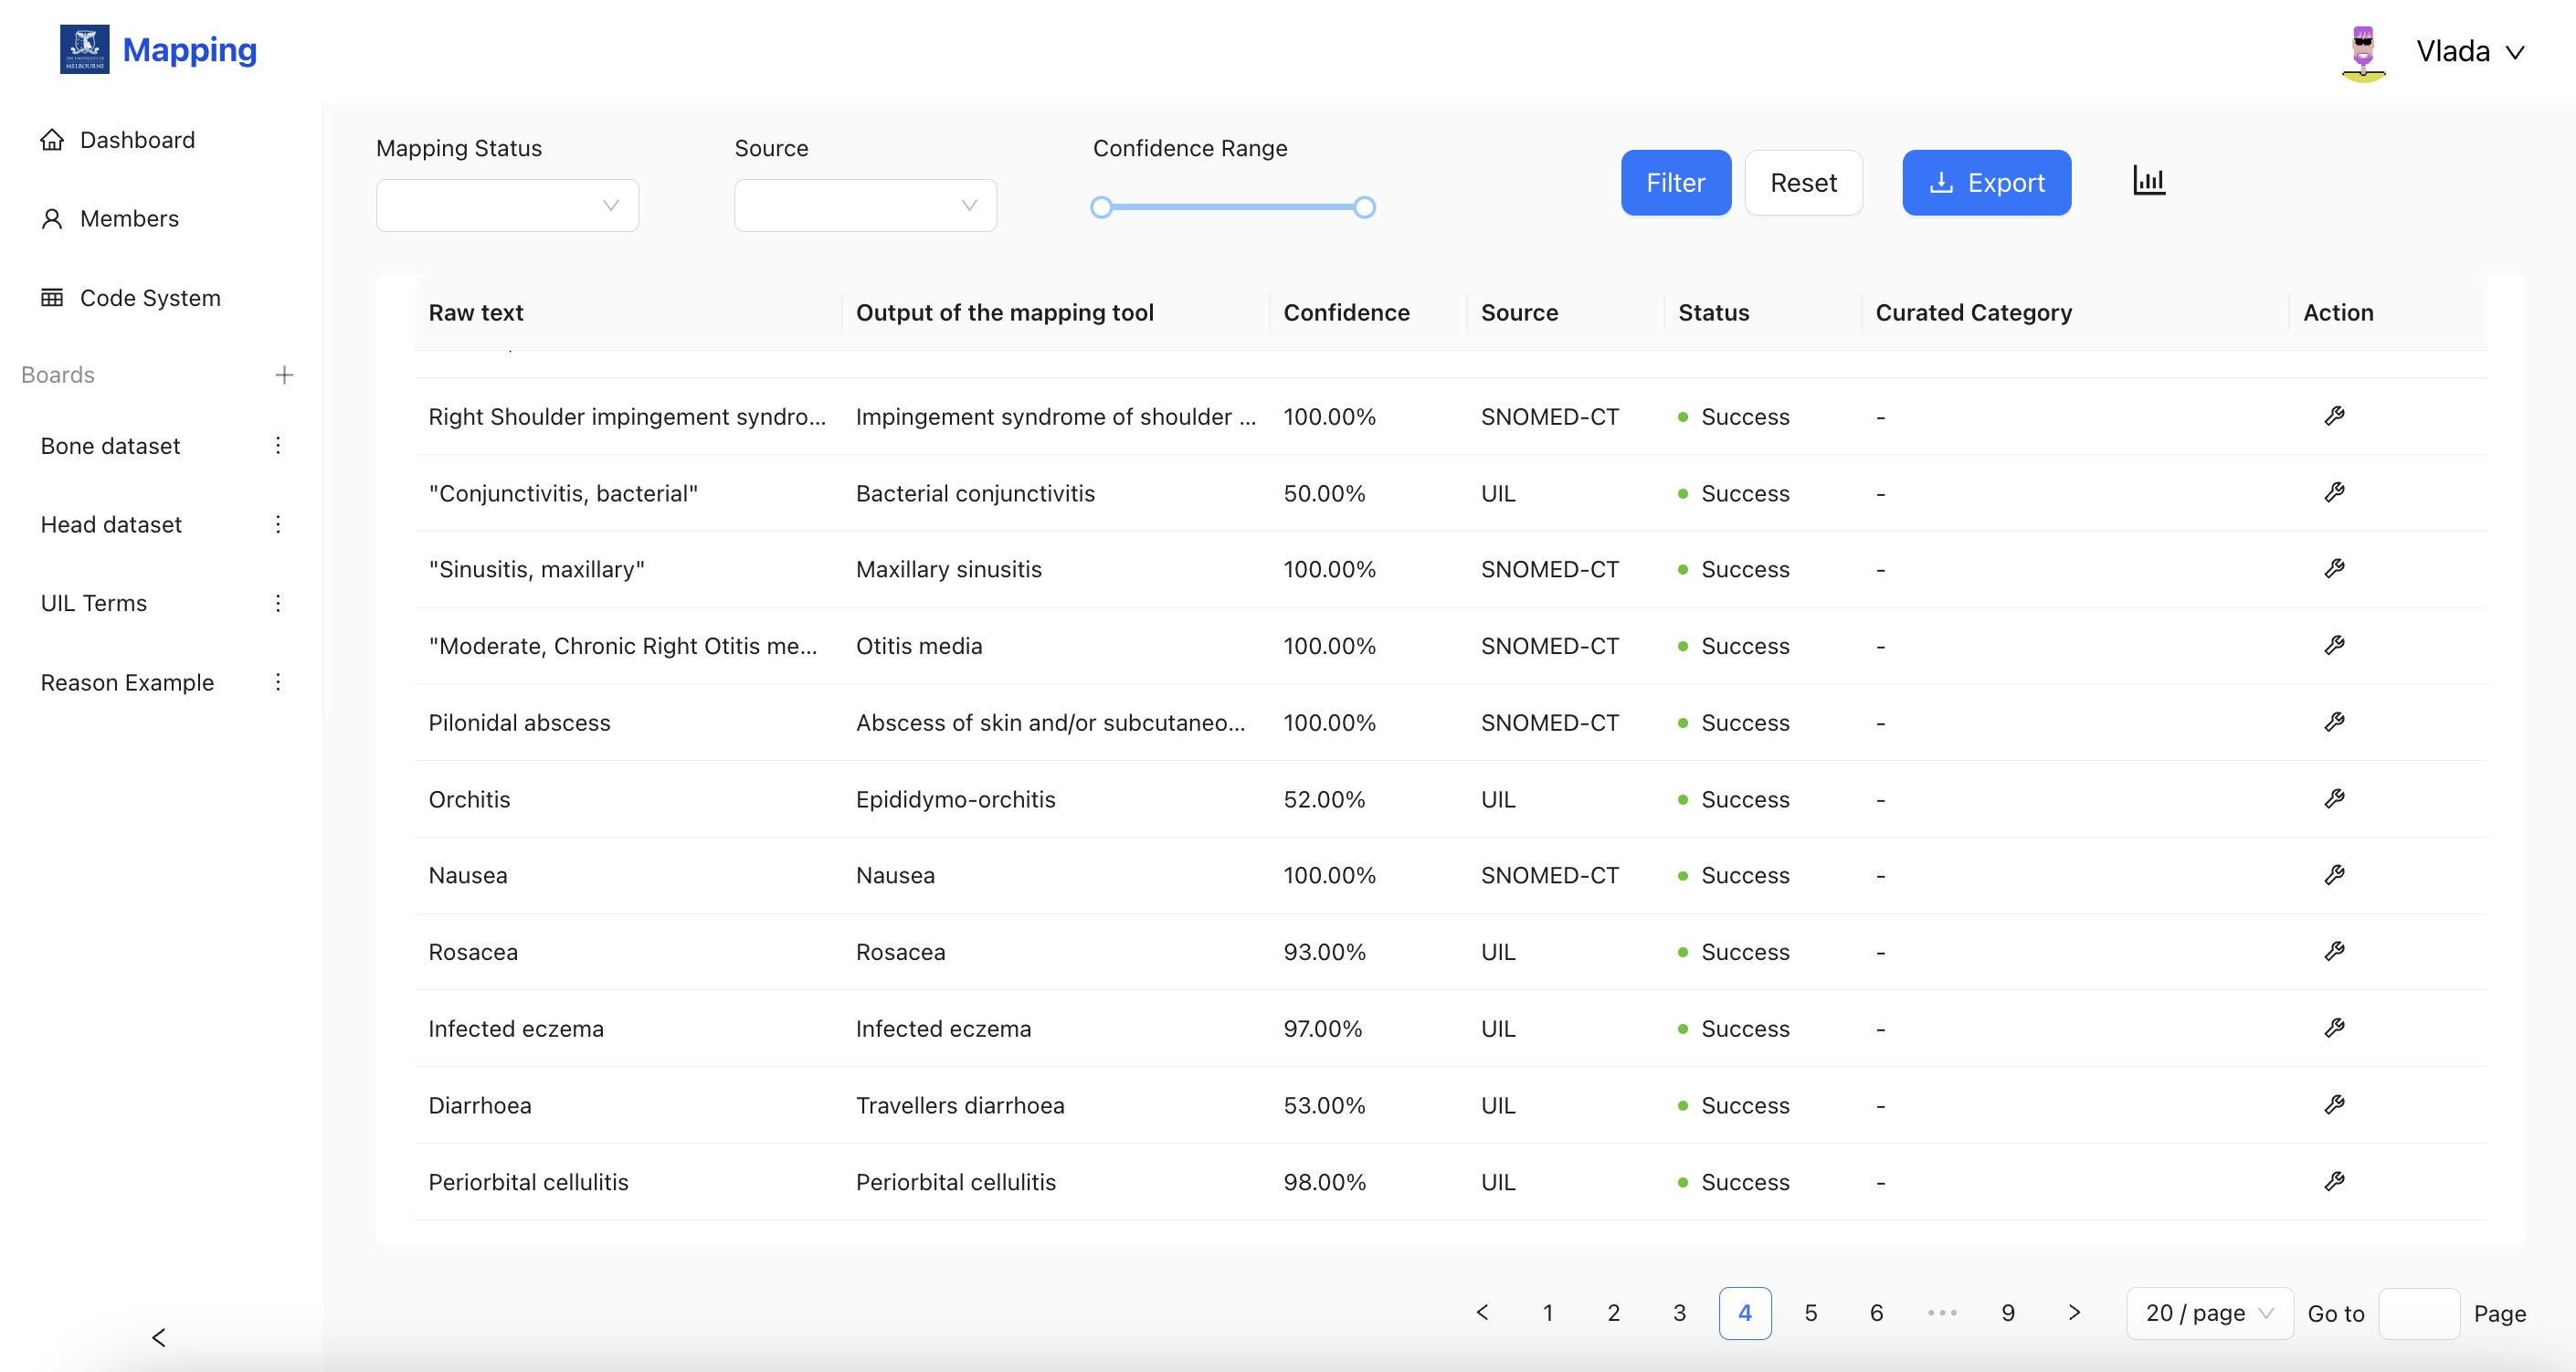 THE UNIVERSITY OF
MELBOURNE
Mapping
Vlada
Dashboard
Members
Code System
Boards
Bone dataset
Head dataset
UIL Terms
Reason Example
Mapping Status Source Confidence Range
Filter Reset Export
Raw text Output of the mapping tool Confidence Source Status Curated Category Action
Right Shoulder impingement syndro... Impingement syndrome of shoulder ... 100.00% SNOMED-CT Success -
"Conjunctivitis, bacterial" Bacterial conjunctivitis 50.00% UIL Success -
"Sinusitis, maxillary" Maxillary sinusitis 100.00% SNOMED-CT Success -
"Moderate, Chronic Right Otitis me... Otitis media 100.00% SNOMED-CT Success -
Pilonidal abscess Abscess of skin and/or subcutaneo... 100.00% SNOMED-CT Success -
Orchitis Epididymo-orchitis 52.00% UIL Success -
Nausea Nausea 100.00% SNOMED-CT Success -
Rosacea Rosacea 93.00% UIL Success -
Infected eczema Infected eczema 97.00% UIL Success -
Diarrhoea Travellers diarrhoea 53.00% UIL Success -
Periorbital cellulitis Periorbital cellulitis 98.00% UIL Success -
< 1 2 3 4 5 6 ••• 9 > 20 / page Go to Page